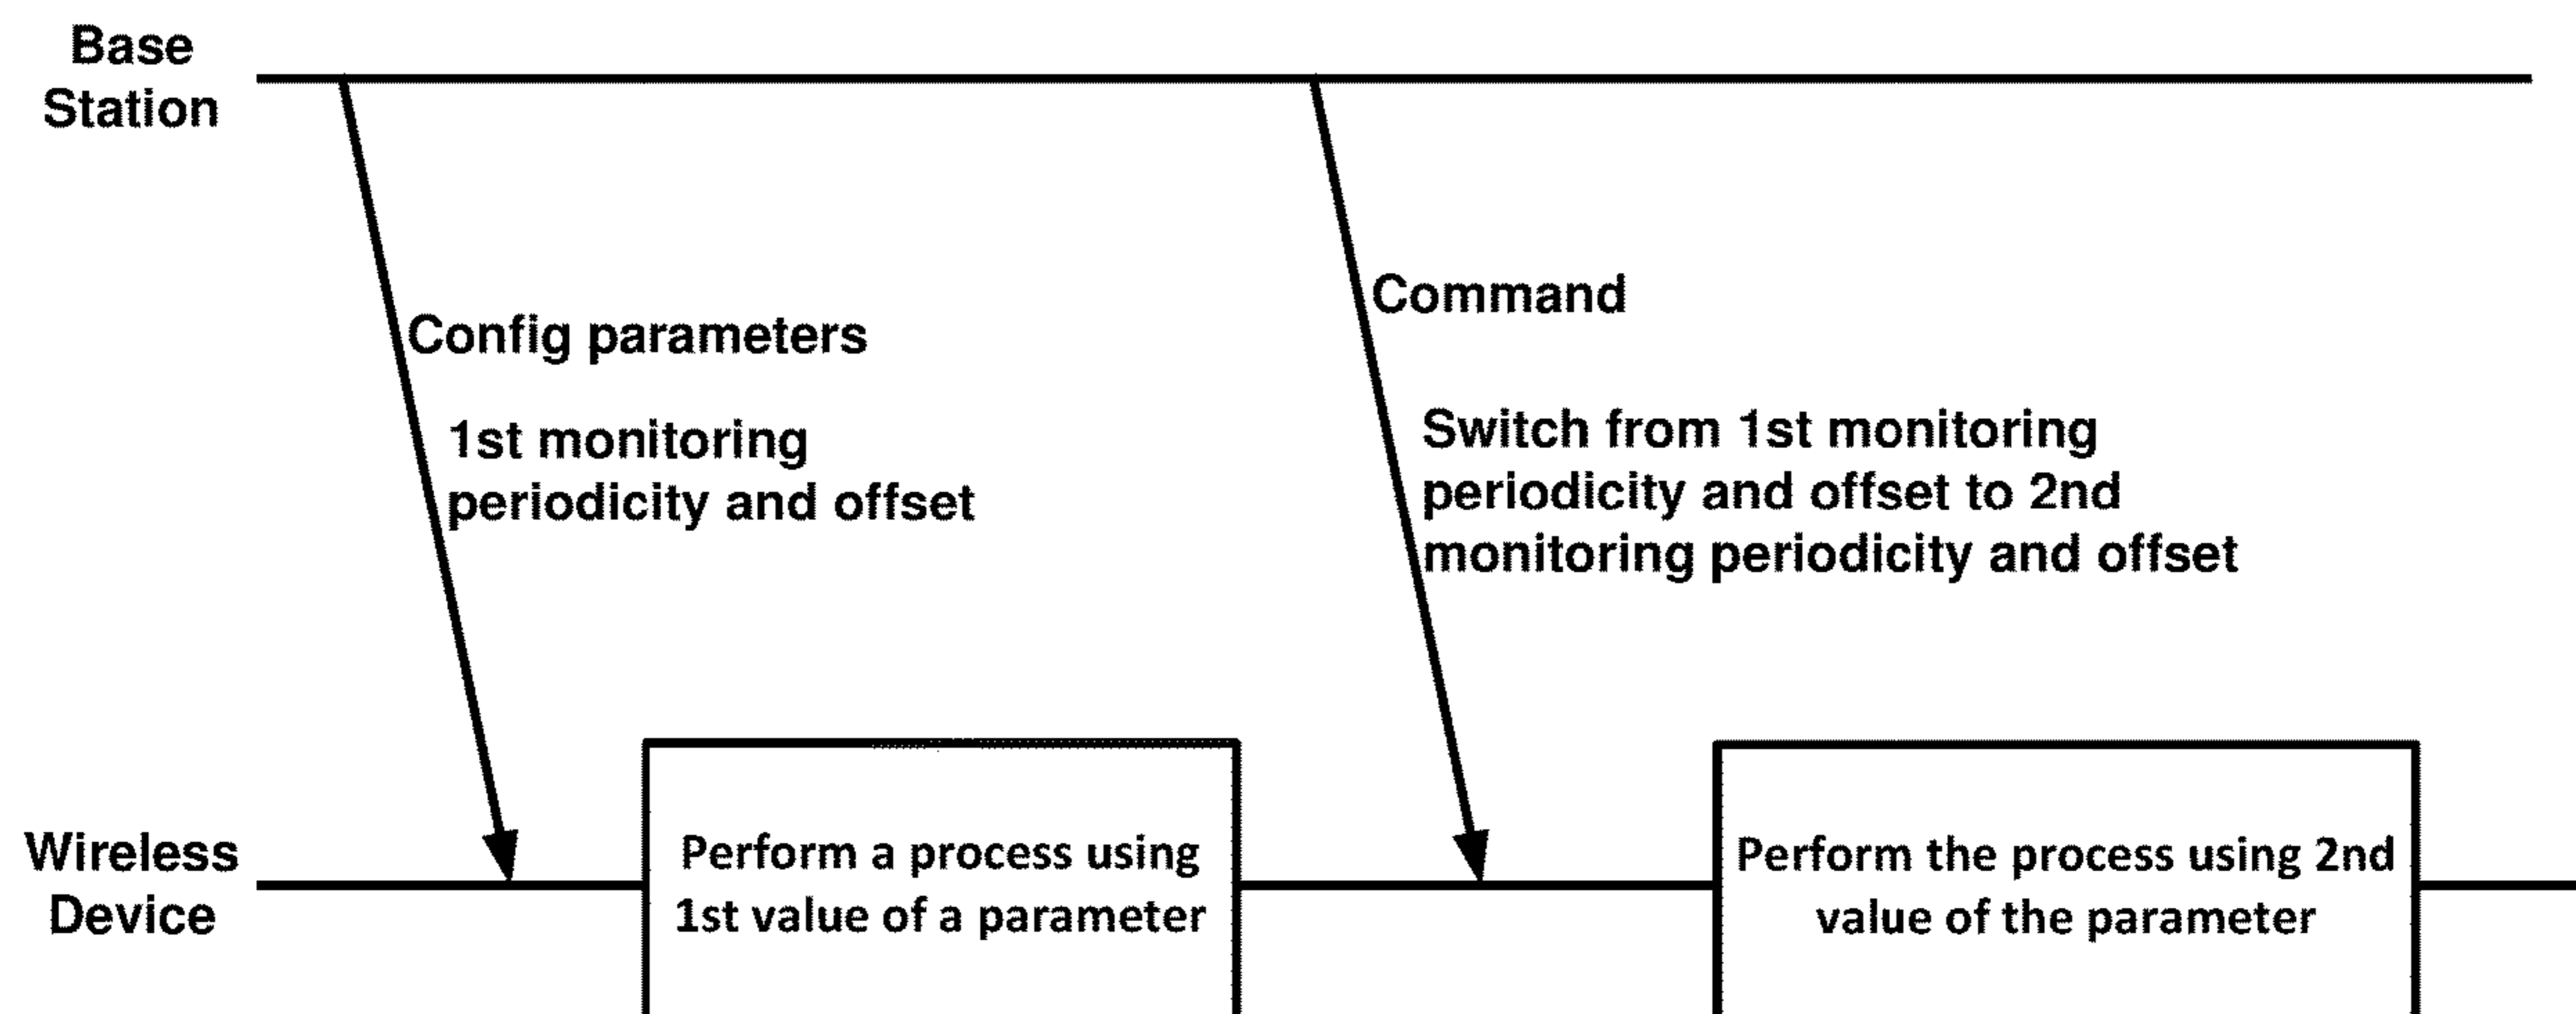 Base
Station
Config parameters
1st monitoring
periodicity and offset
Command
Switch from 1st monitoring
periodicity and offset to 2nd
monitoring periodicity and offset
Wireless
Device
Perform a process using
1st value of a parameter
Perform the process using 2nd
value of the parameter